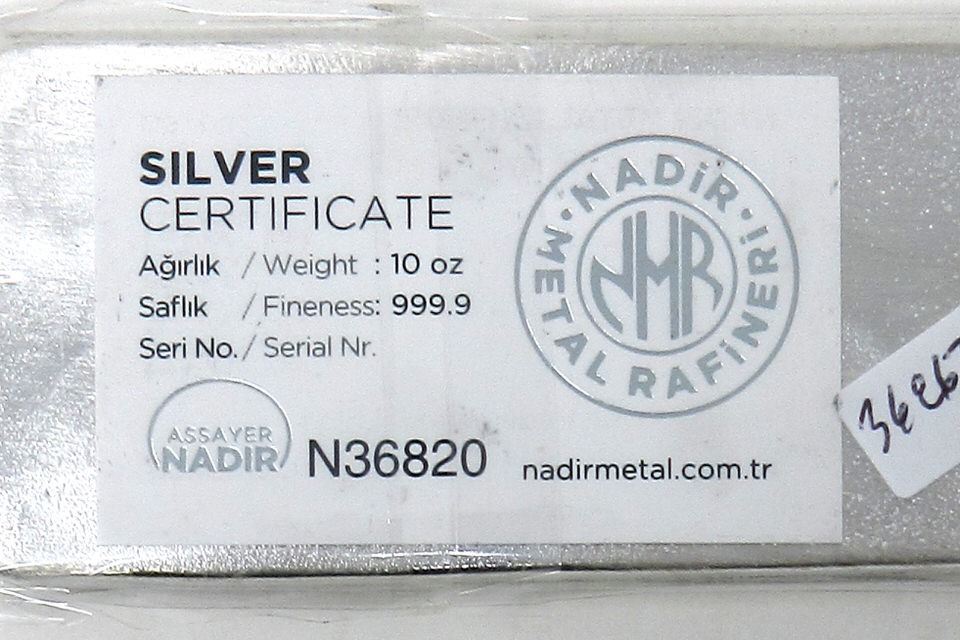 SILVER
CERTIFICATE
Ağırlık / Weight : 10 oz
Saflık / Fineness: 999.9
Seri No. / Serial Nr.
ASSAYER
NADIR
N36820
NADİR
METAL RAFİNERİ
NMR
nadirmetal.com.tr